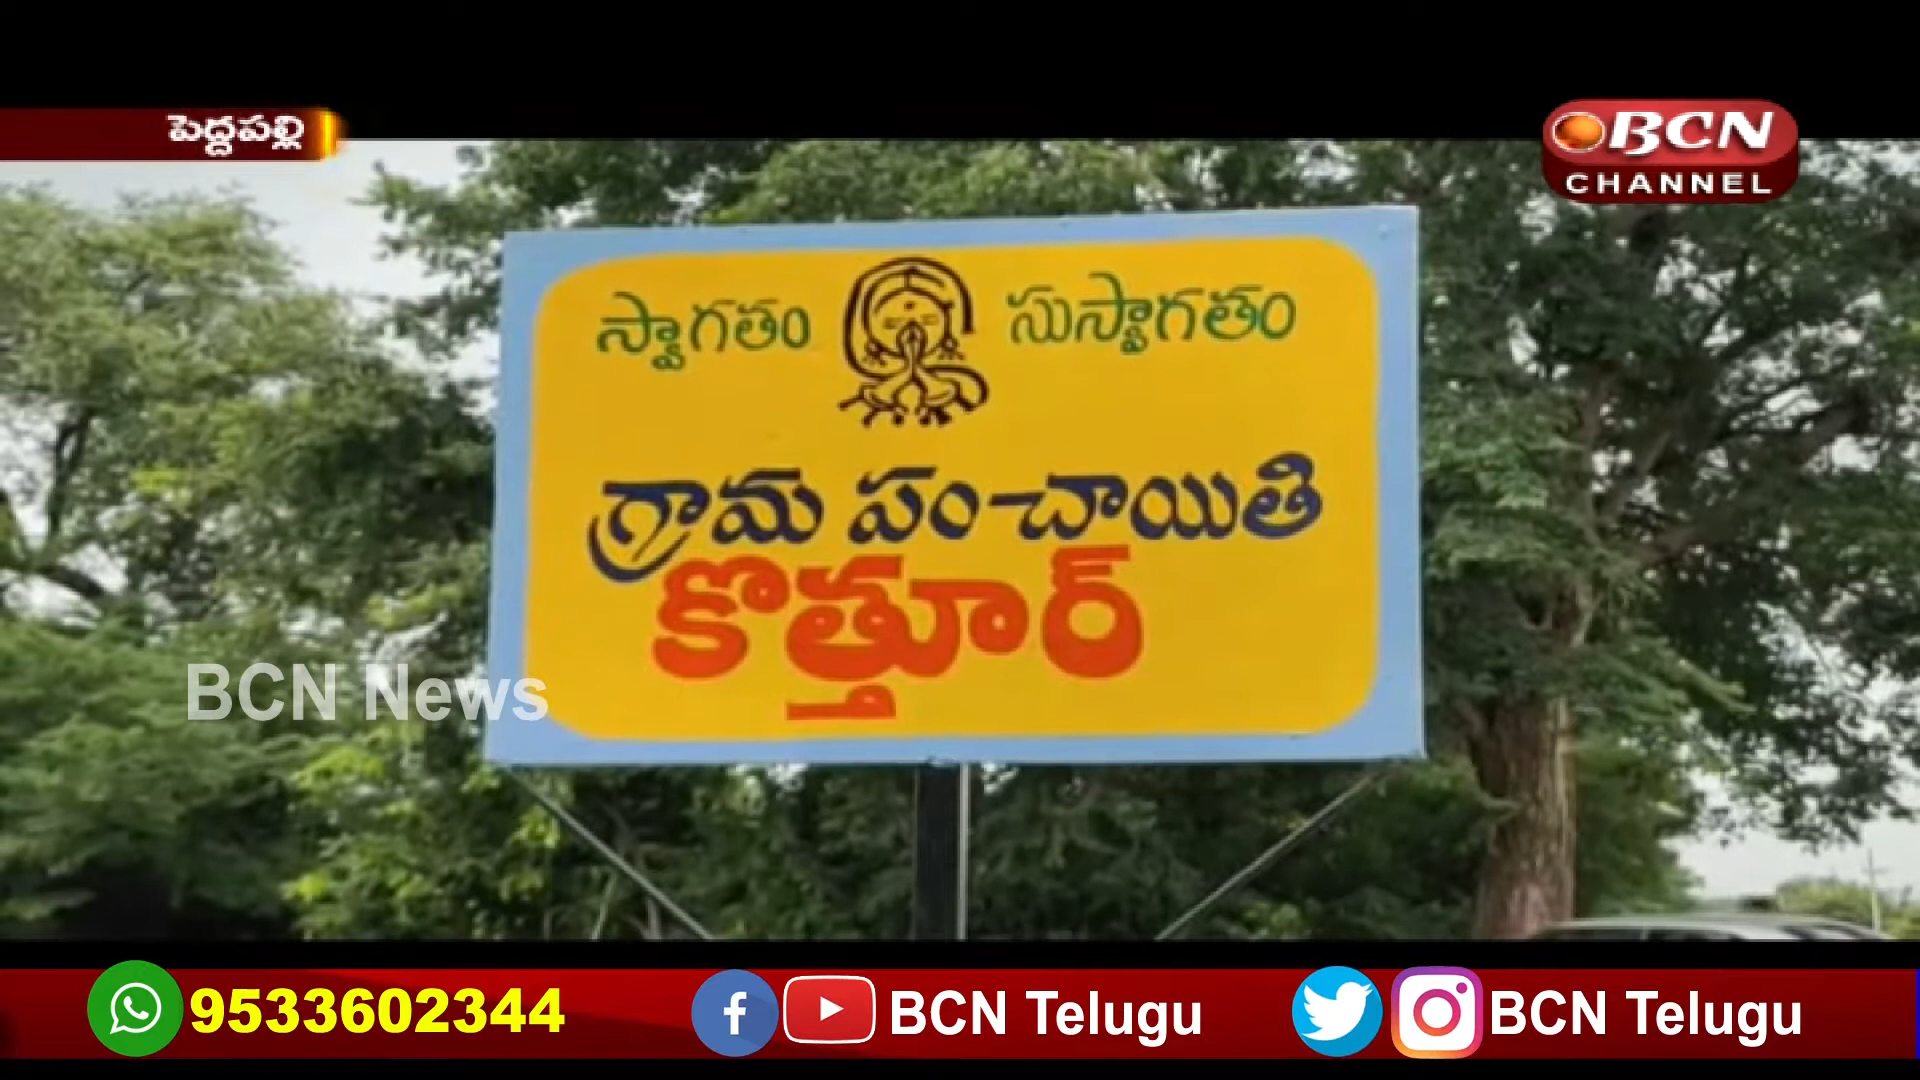 పెద్దపల్లి
BCN
CHANNEL
స్వాగతం సుస్వాగతం
గ్రామ పంచాయితి
కొత్తూర్
BCN News
9533602344
BCN Telugu
BCN Telugu